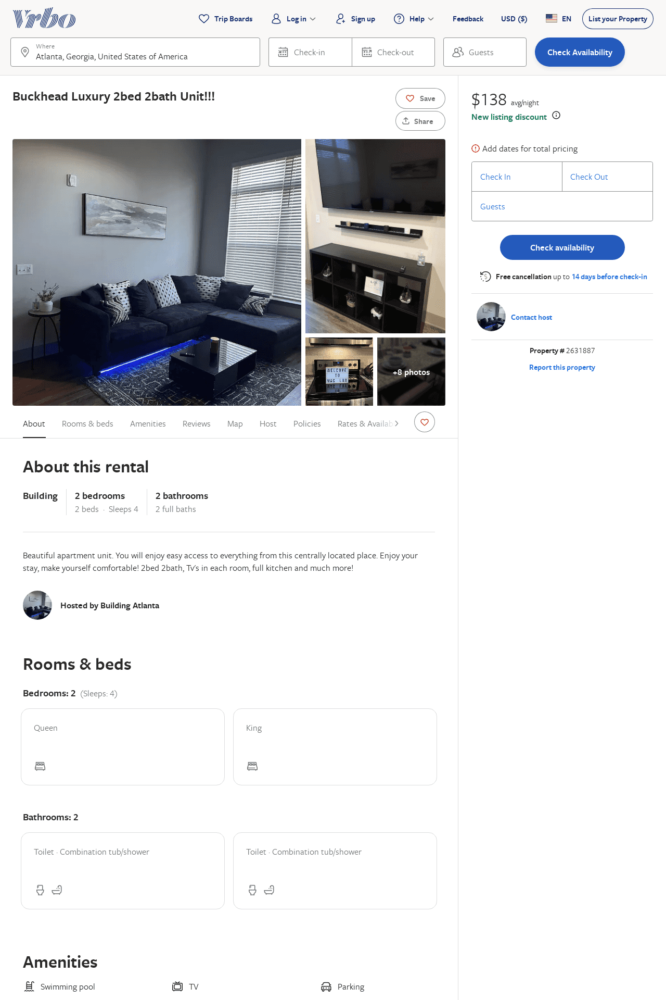 Vrbo
Trip Boards
Log in
Sign up
Help
Feedback
USD ($)
EN
List your Property
Where
Atlanta, Georgia, United States of America
Check-in
Check-out
Guests
Check Availability
Buckhead Luxury 2bed 2bath Unit!!!
Save
Share
WELCOME
TO
MAC LUX
+8 photos
$138 avg/night
New listing discount
Add dates for total pricing
Check In
Check Out
Guests
Check availability
Free cancellation up to 14 days before check-in
Contact host
Property # 2631887
Report this property
About
Rooms & beds
Amenities
Reviews
Map
Host
Policies
Rates & Availab
About this rental
Building
2 bedrooms
2 beds · Sleeps 4
2 bathrooms
2 full baths
Beautiful apartment unit. You will enjoy easy access to everything from this centrally located place. Enjoy your
stay, make yourself comfortable! 2bed 2bath, Tv's in each room, full kitchen and much more!
Hosted by Building Atlanta
Rooms & beds
Bedrooms: 2 (Sleeps: 4)
Queen
King
Bathrooms: 2
Toilet · Combination tub/shower
Toilet · Combination tub/shower
Amenities
Swimming pool
TV
Parking